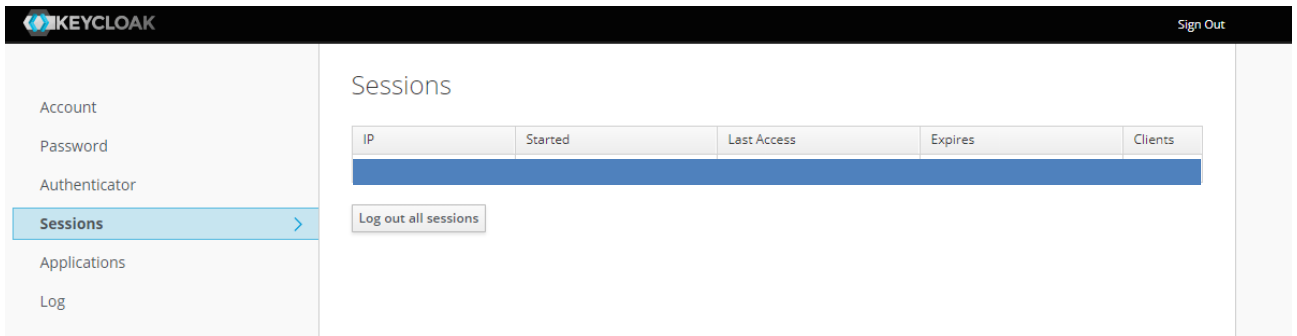 KEYCLOAK
Sign Out
Account
Password
Authenticator
Sessions
Applications
Log
Sessions
IP Started Last Access Expires Clients
Log out all sessions